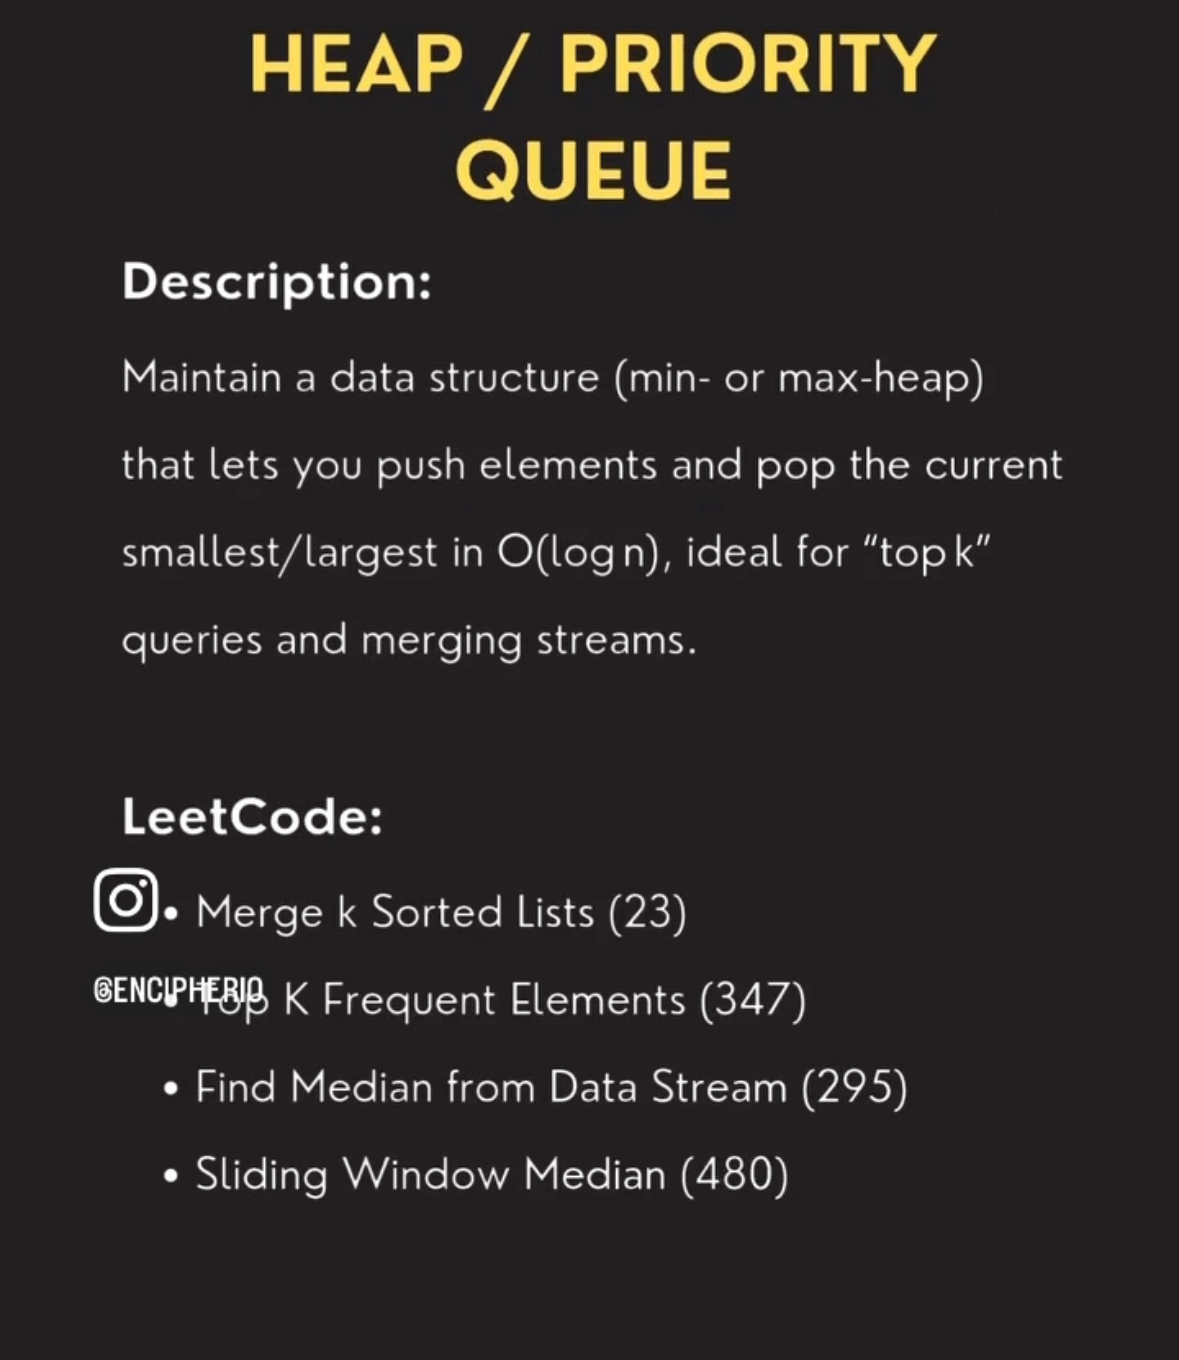 HEAP / PRIORITY
QUEUE
Description:
Maintain a data structure (min- or max-heap)
that lets you push elements and pop the current
smallest/largest in O(log n), ideal for “top k”
queries and merging streams.
LeetCode:
• Merge k Sorted Lists (23)
@ENCIPHERIO
• Top K Frequent Elements (347)
• Find Median from Data Stream (295)
• Sliding Window Median (480)